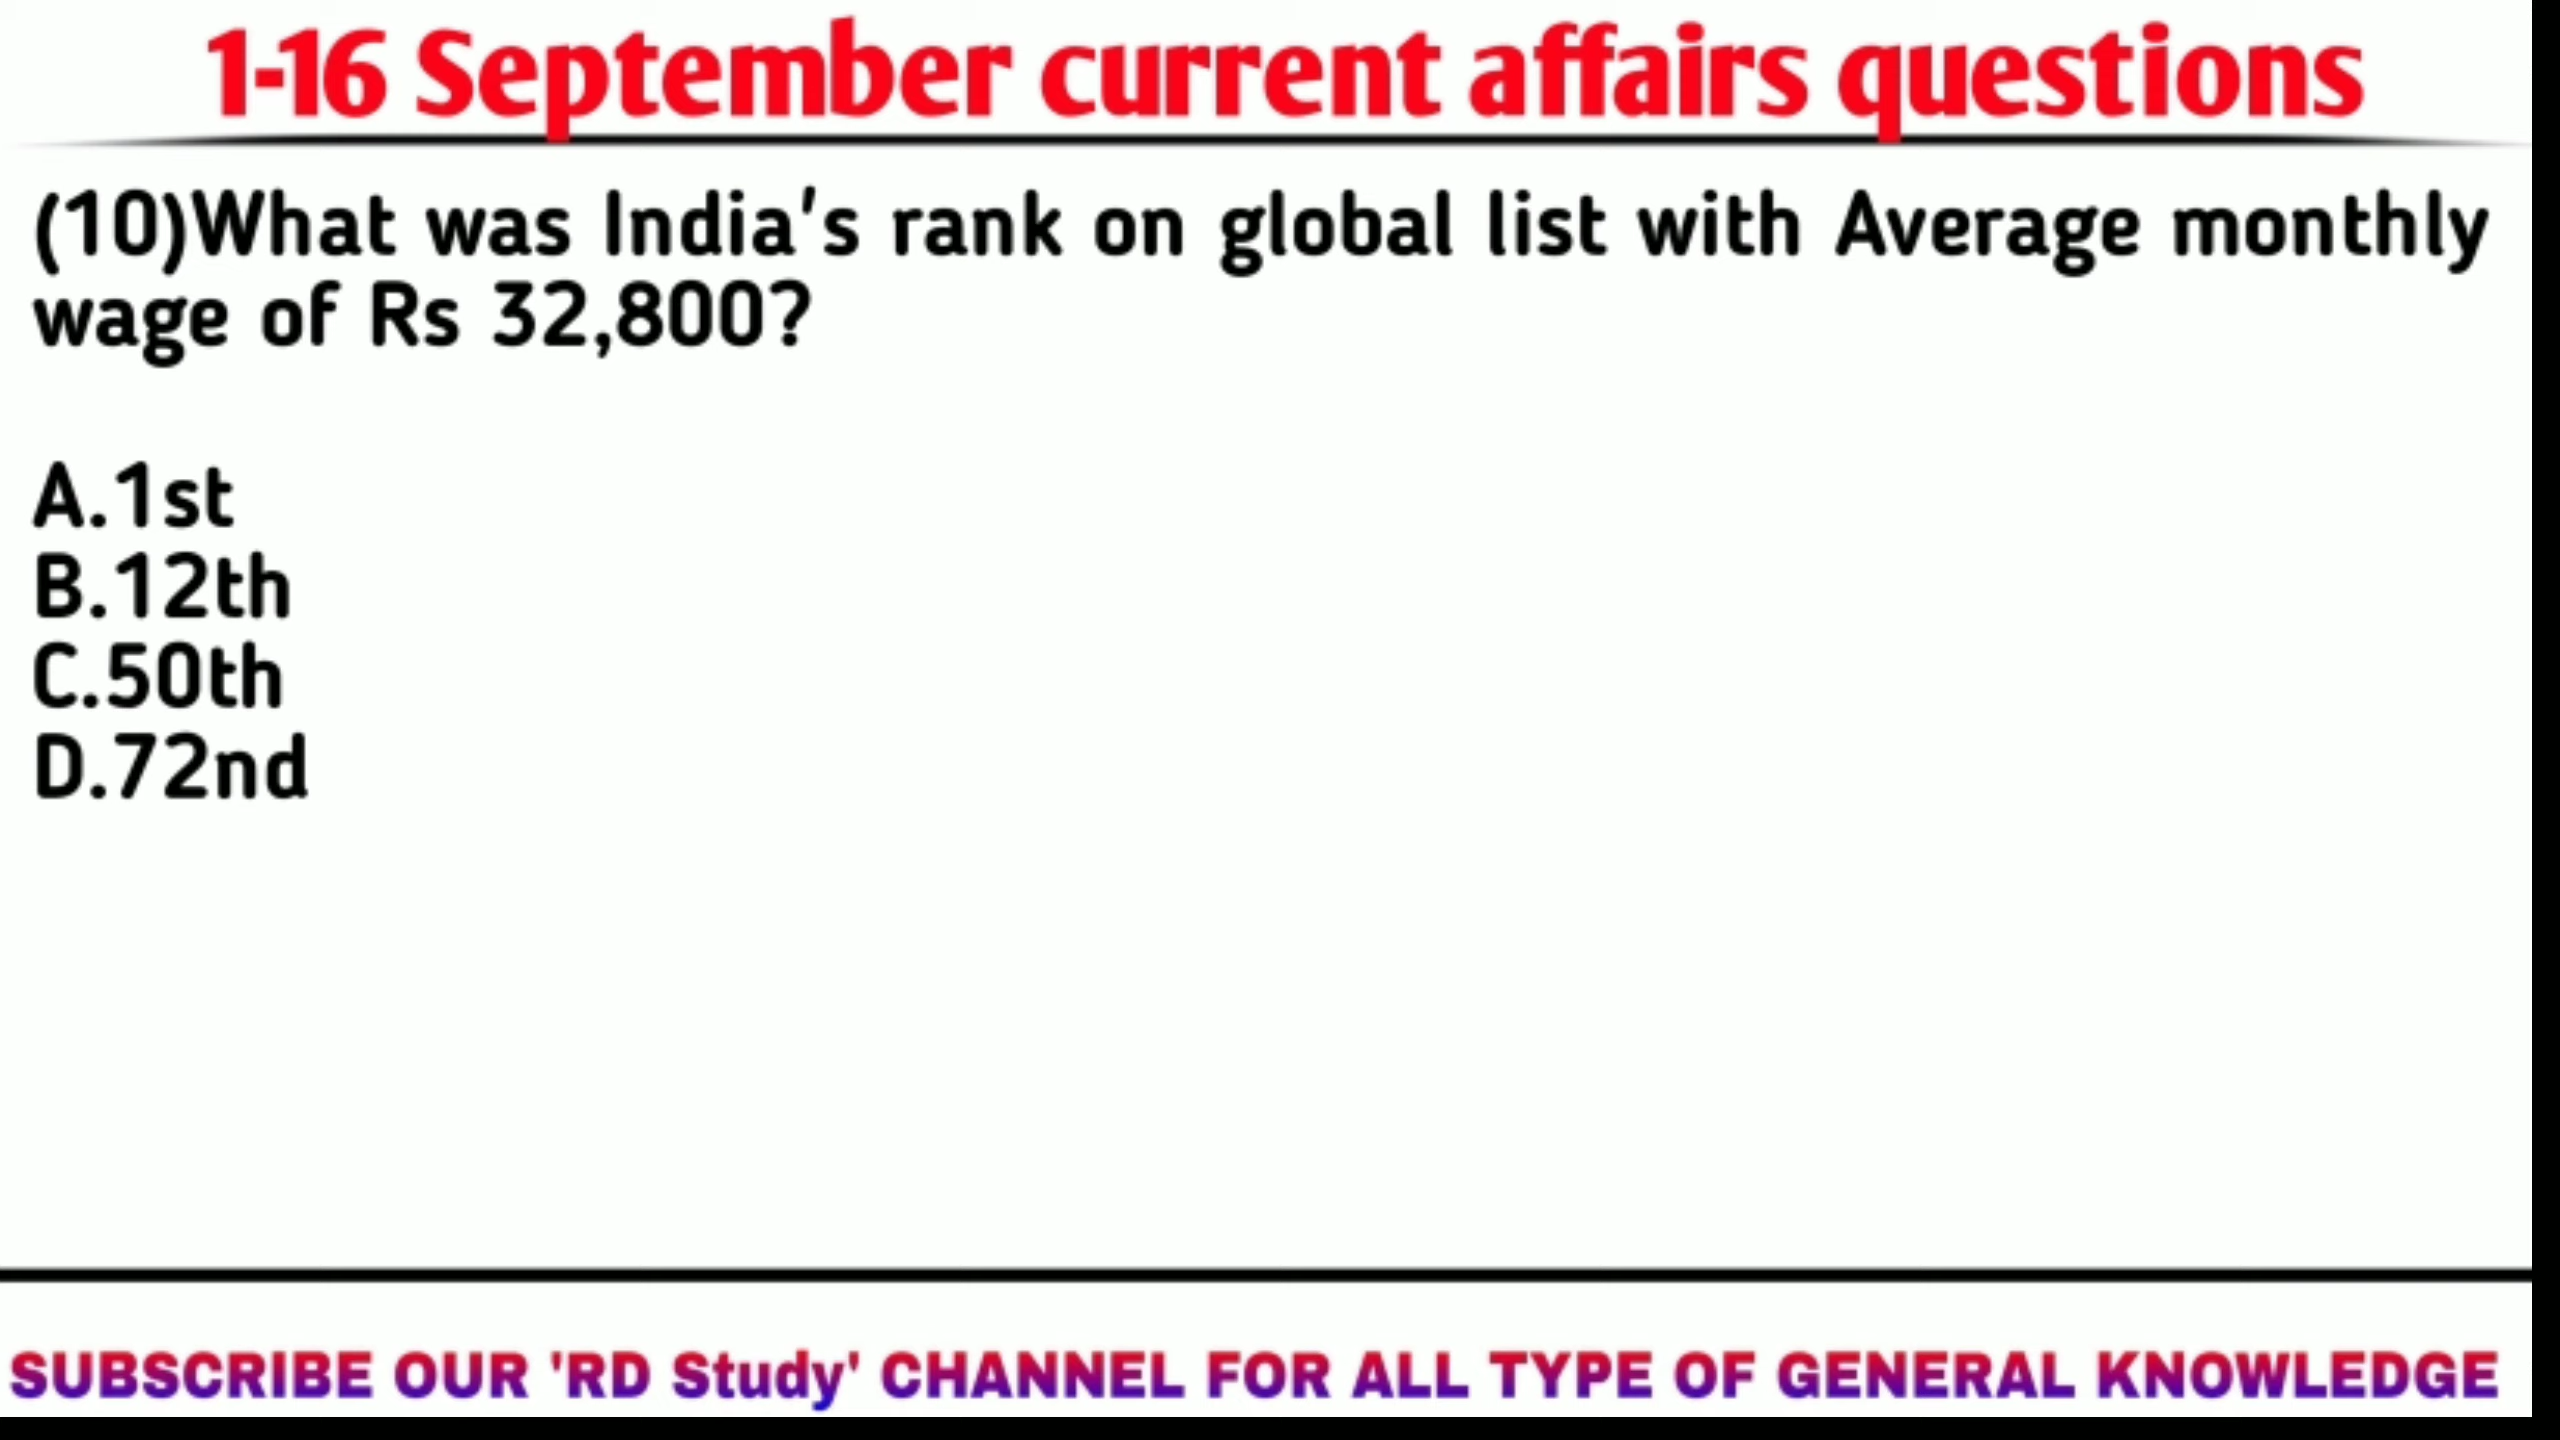 1-16 September current affairs questions
(10)What was India's rank on global list with Average monthly
wage of Rs 32,800?
A.1st
B.12th
C.50th
D.72nd
SUBSCRIBE OUR 'RD Study' CHANNEL FOR ALL TYPE OF GENERAL KNOWLEDGE